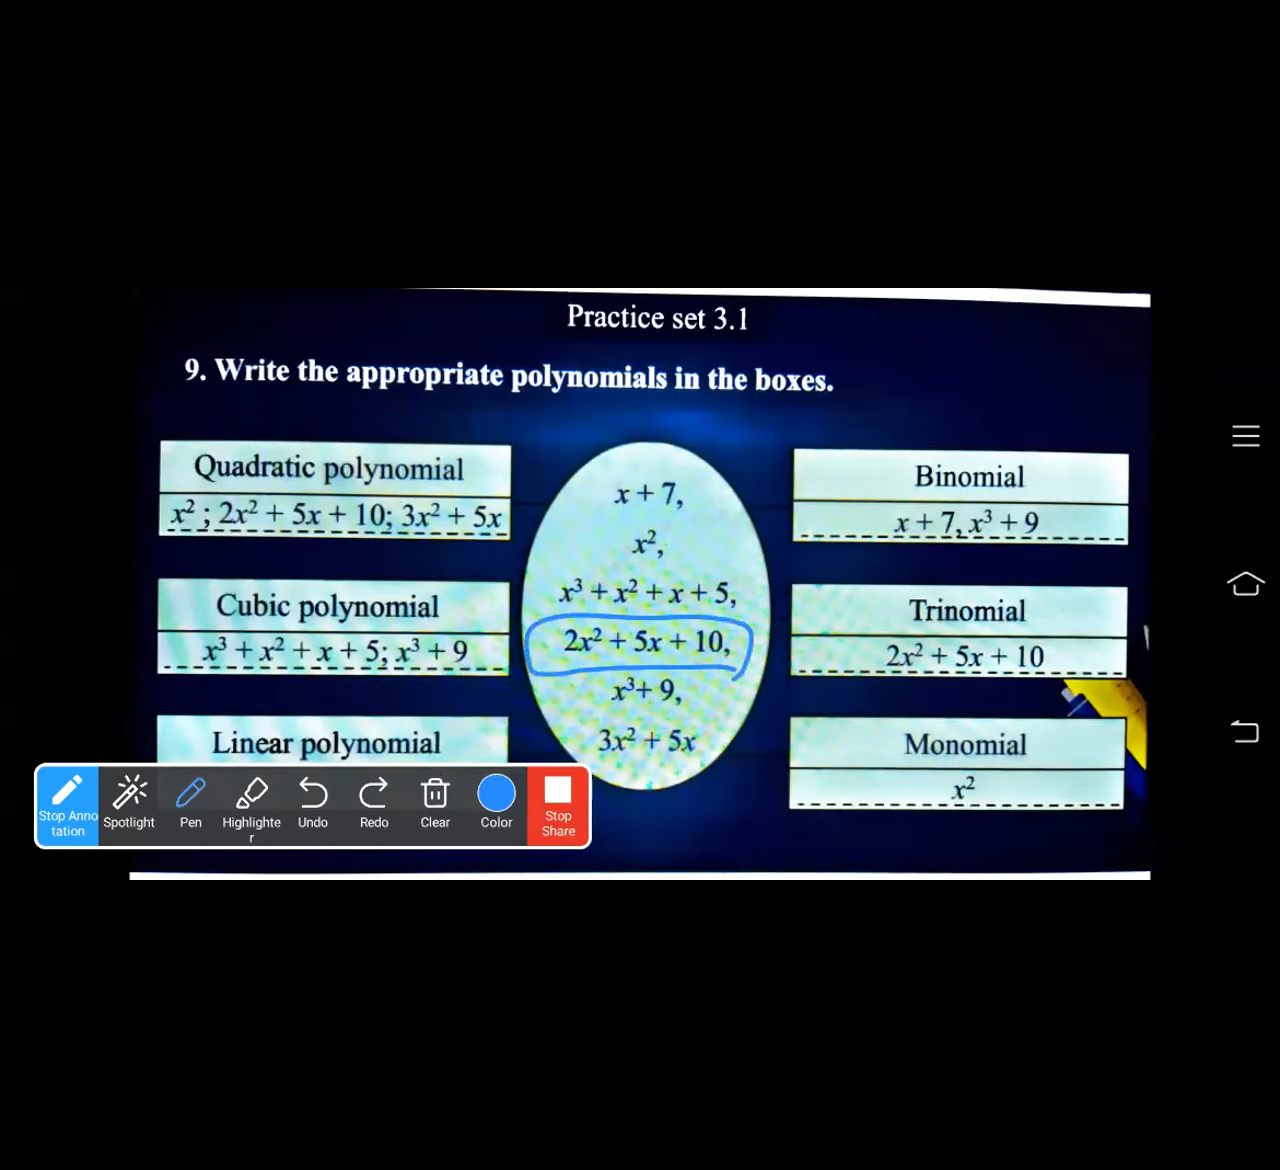 Practice set 3.1
9. Write the appropriate polynomials in the boxes.
Quadratic polynomial
x² ; 2x² + 5x + 10; 3x² + 5x
Cubic polynomial
x³ + x² + x + 5; x³ + 9
Linear polynomial
x + 7,
x²,
x³ + x² + x + 5,
2x² + 5x + 10,
x³+ 9,
3x² + 5x
Binomial
x + 7, x³ + 9
Trinomial
2x² + 5x + 10
Monomial
x²
Stop Anno
tation
Spotlight
Pen
Highlighte
r
Undo
Redo
Clear
Color
Stop
Share